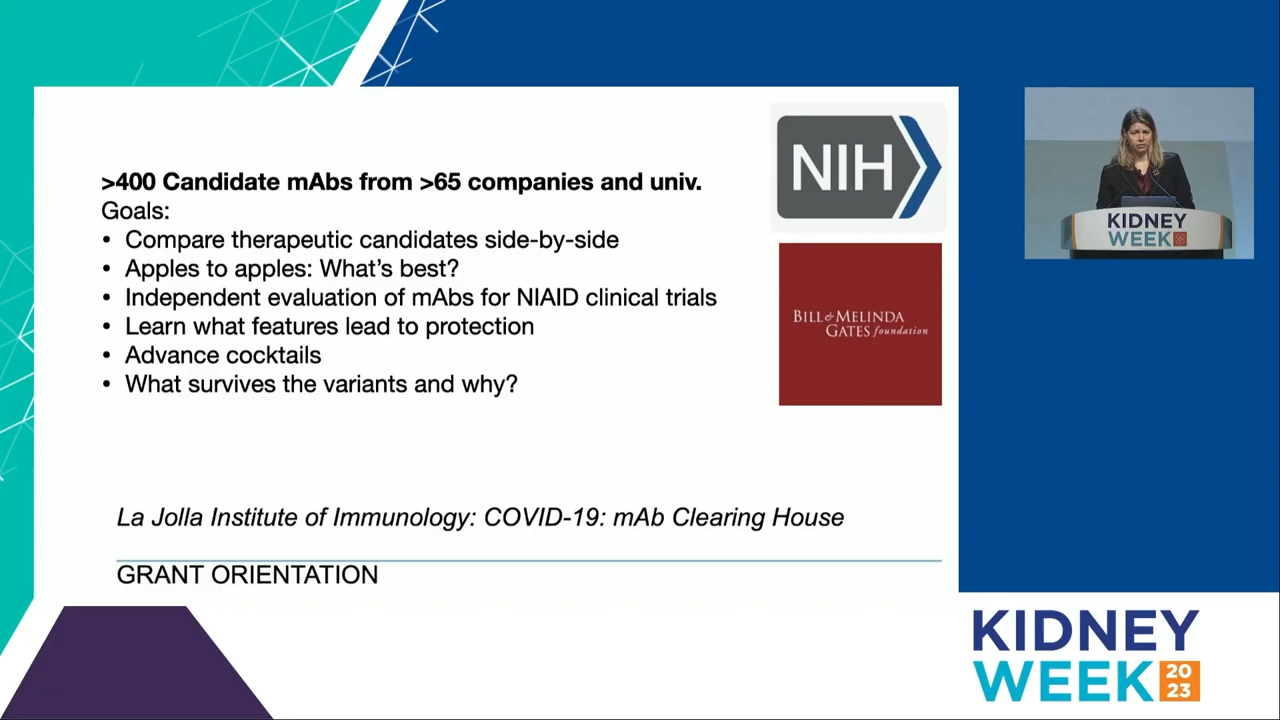 >400 Candidate mAbs from >65 companies and univ.
Goals:
• Compare therapeutic candidates side-by-side
• Apples to apples: What's best?
• Independent evaluation of mAbs for NIAID clinical trials
• Learn what features lead to protection
• Advance cocktails
• What survives the variants and why?
La Jolla Institute of Immunology: COVID-19: mAb Clearing House
GRANT ORIENTATION
NIH
BILL & MELINDA
GATES foundation
KIDNEY
WEEK
KIDNEY
WEEK 20
23